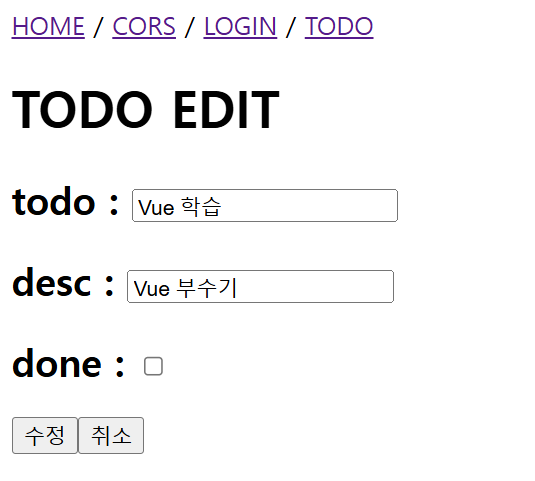 HOME / CORS / LOGIN / TODO
TODO EDIT
todo : Vue 학습
desc : Vue 부수기
done :
수정 취소